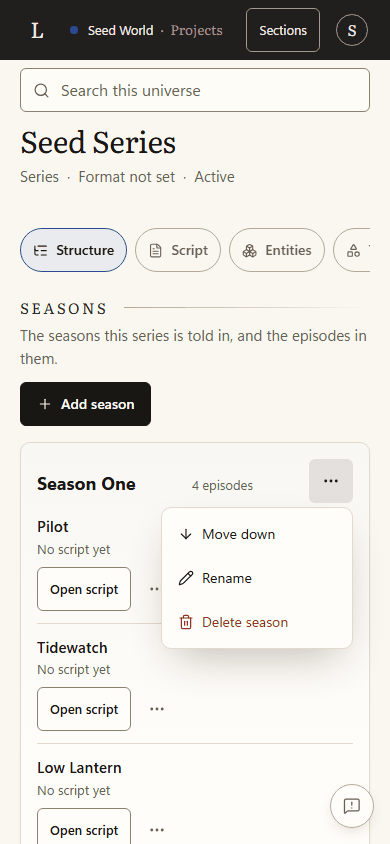 L
Seed World · Projects
Sections
S
Search this universe
Seed Series
Series · Format not set · Active
Structure
Script
Entities
SEASONS
The seasons this series is told in, and the episodes in
them.
+ Add season
Season One
4 episodes
...
Move down
Rename
Delete season
Pilot
No script yet
Open script
Tidewatch
No script yet
Open script
...
Low Lantern
No script yet
Open script
...